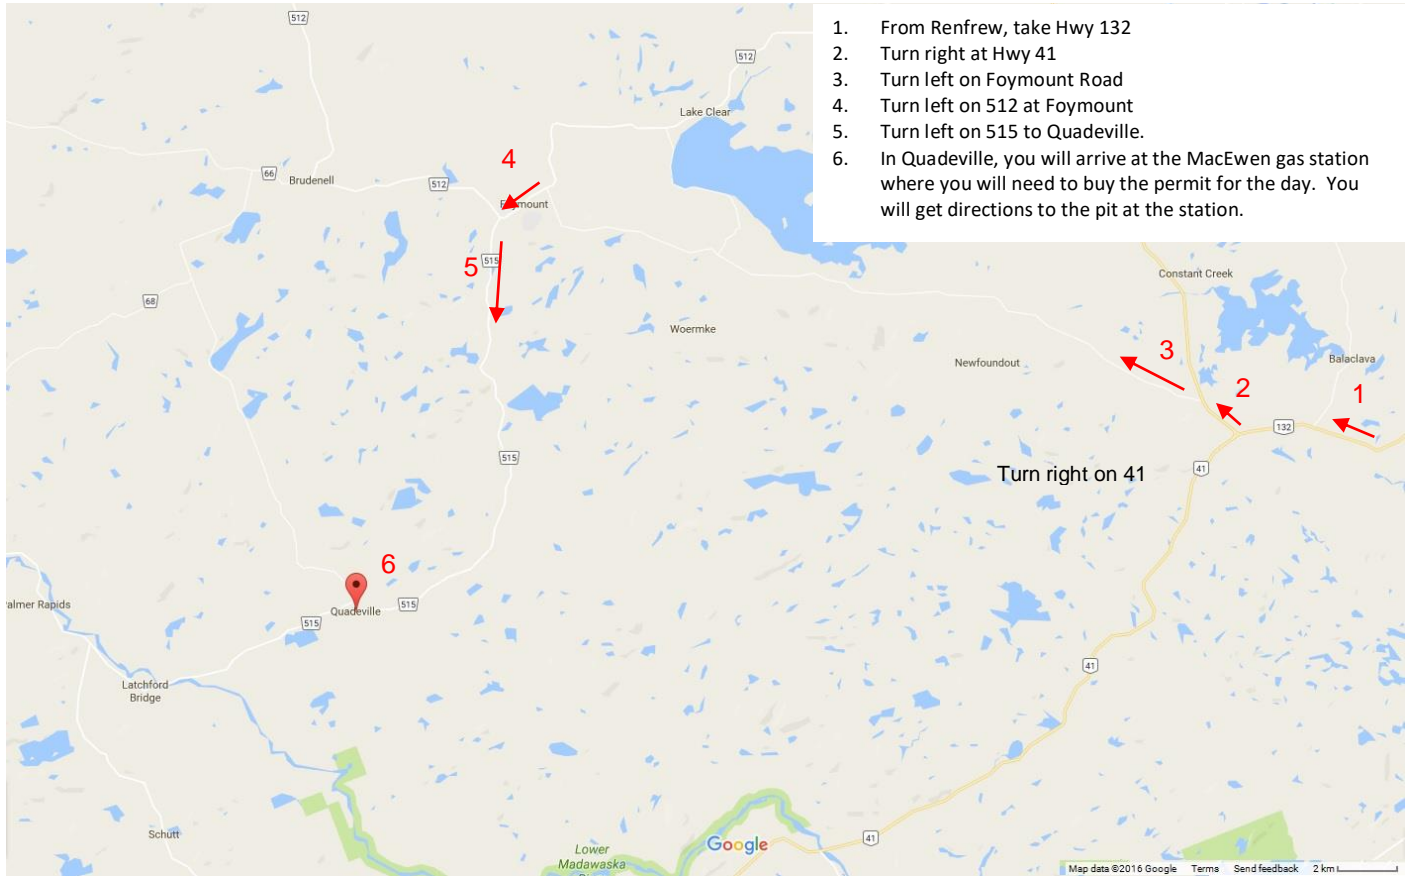 1. From Renfrew, take Hwy 132
2. Turn right at Hwy 41
3. Turn left on Foymount Road
4. Turn left on 512 at Foymount
5. Turn left on 515 to Quadeville.
6. In Quadeville, you will arrive at the MacEwen gas station
where you will need to buy the permit for the day. You
will get directions to the pit at the station.
512
512
Lake Clear
4
66
Brudenell
512
Foymount
5
515
68
Constant Creek
Woermke
3
Newfoundout
Balaclava
2
1
132
515
41
Turn right on 41
6
Palmer Rapids
Quadeville
515
515
41
Latchford
Bridge
Schutt
41
Google
Lower
Madawaska
Map data ©2016 Google Terms Send feedback 2 km